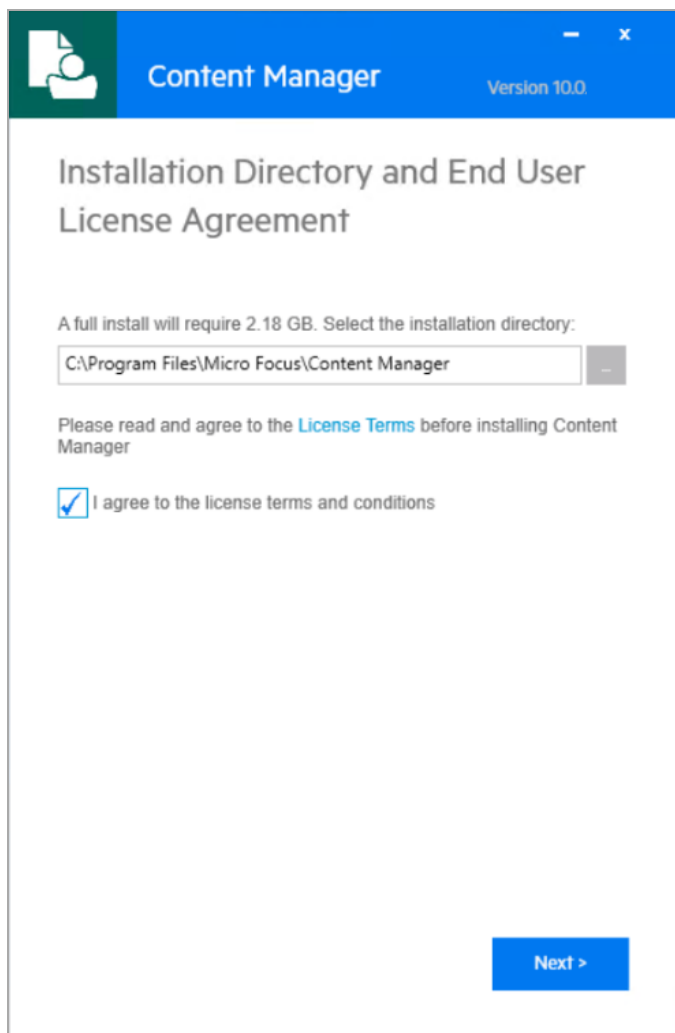 – x
Content Manager
Version 10.0.
Installation Directory and End User
License Agreement
A full install will require 2.18 GB. Select the installation directory:
C:\Program Files\Micro Focus\Content Manager
...
Please read and agree to the License Terms before installing Content
Manager
I agree to the license terms and conditions
Next >